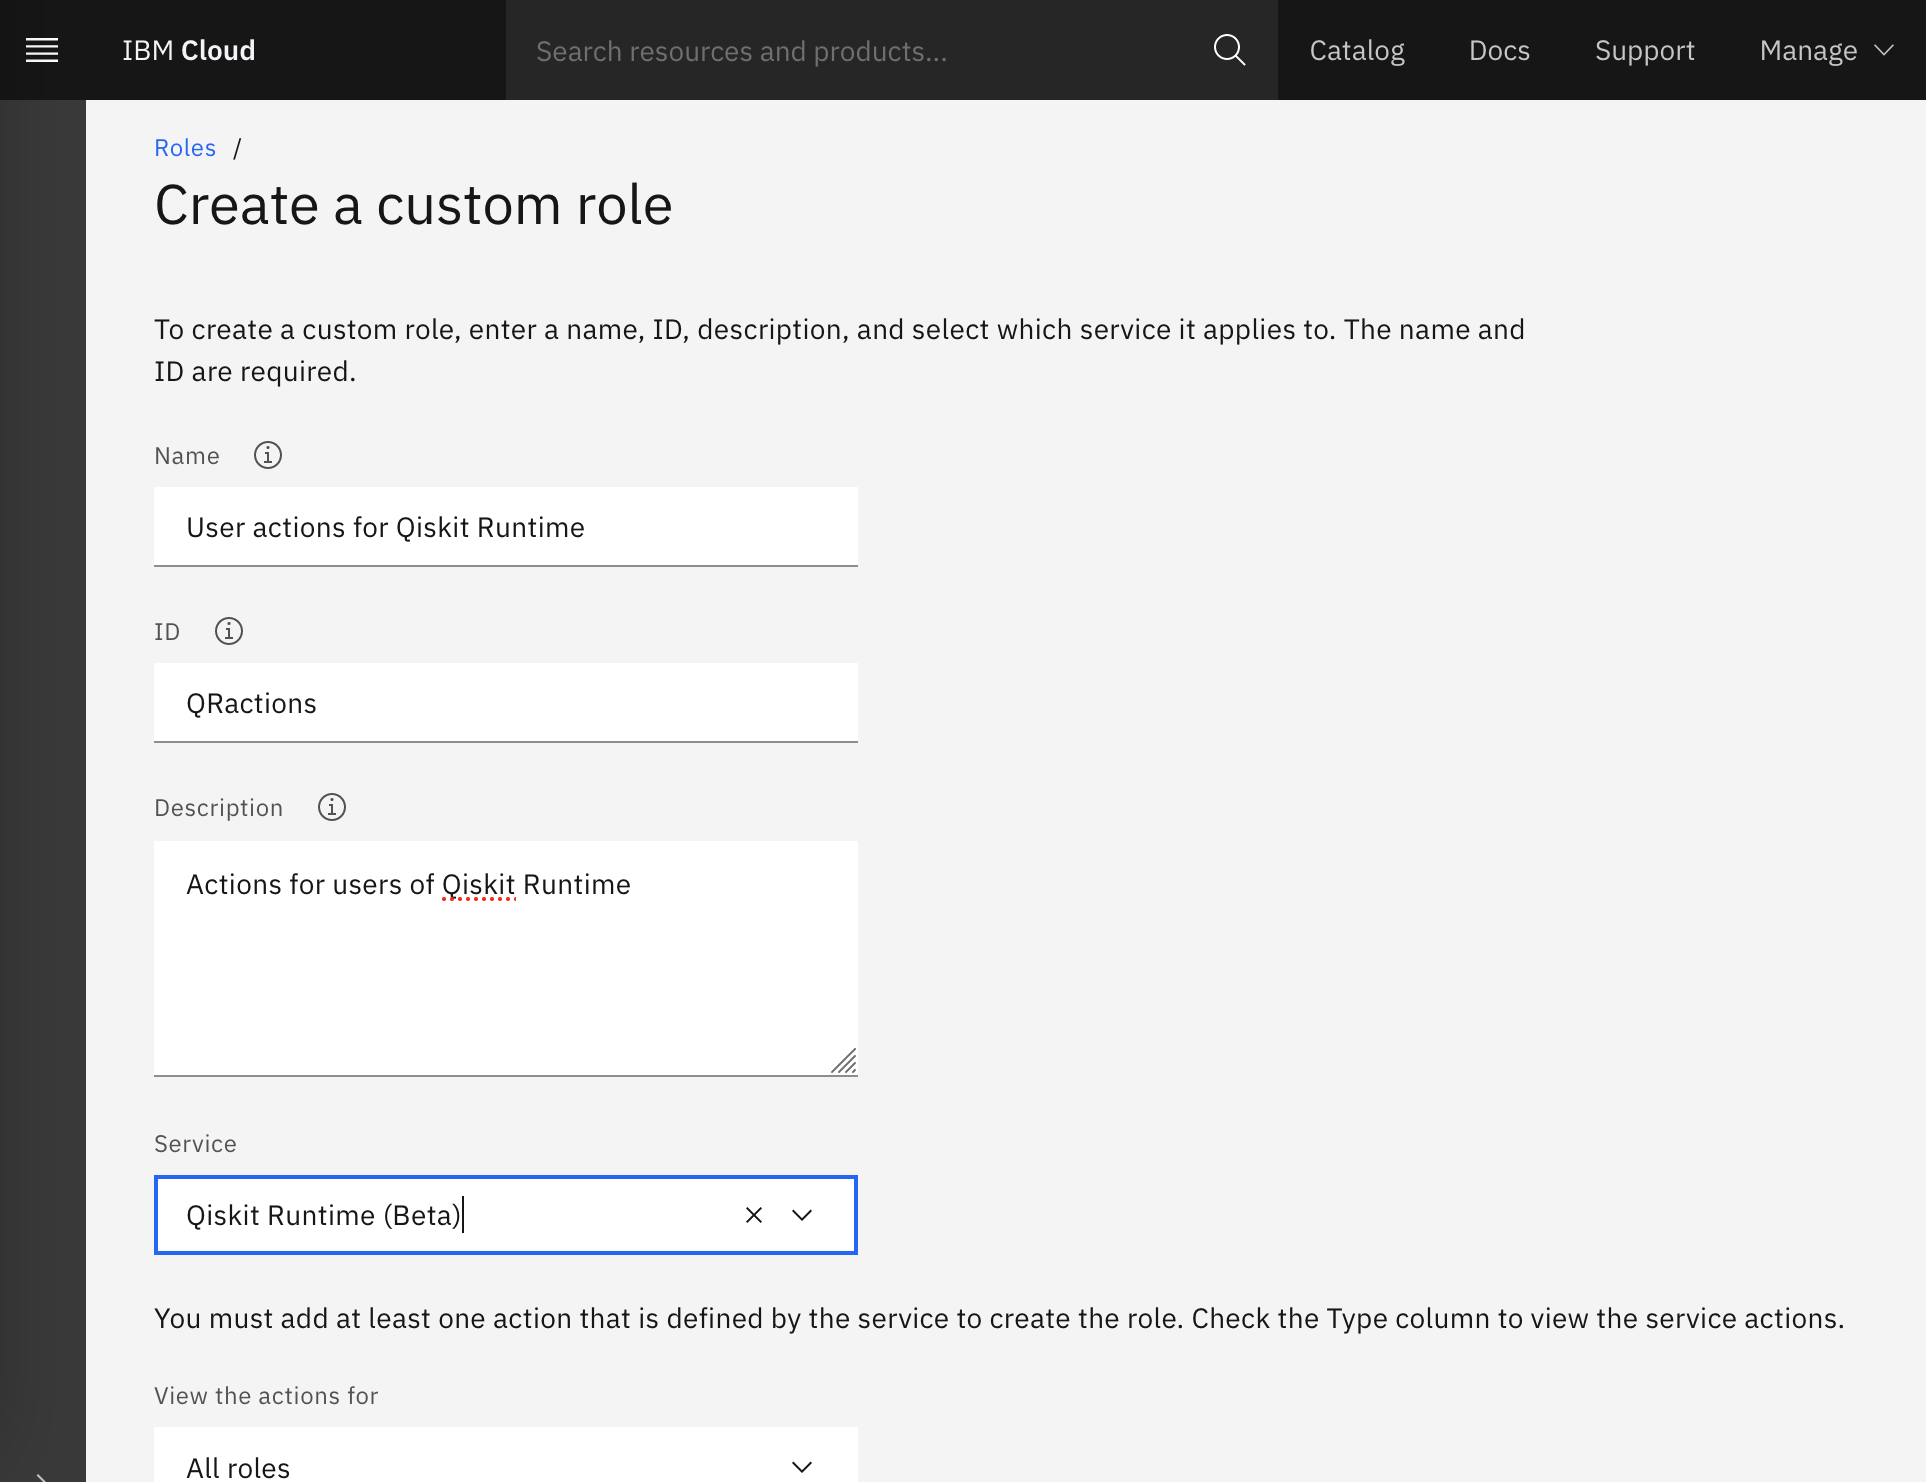 IBM Cloud
Search resources and products...
Catalog
Docs
Support
Manage
Roles /
Create a custom role
To create a custom role, enter a name, ID, description, and select which service it applies to. The name and
ID are required.
Name
User actions for Qiskit Runtime
ID
QRactions
Description
Actions for users of Qiskit Runtime
Service
Qiskit Runtime (Beta)
You must add at least one action that is defined by the service to create the role. Check the Type column to view the service actions.
View the actions for
All roles